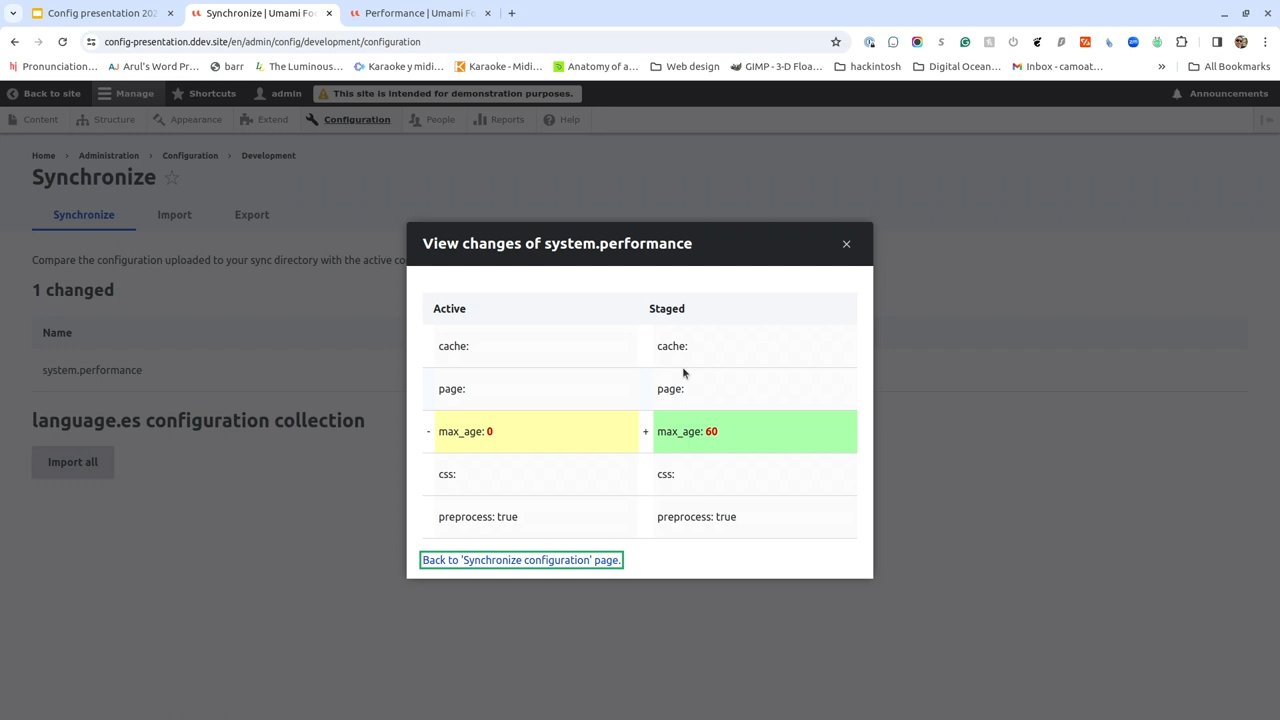 Config presentation 202
Synchronize | Umami Foo
Performance | Umami Fo
config-presentation.ddev.site/en/admin/config/development/configuration
Pronunciation...
Arul's Word Pr...
barr
The Luminous...
Karaoke y midi...
Karaoke - Midi...
Anatomy of a...
Web design
GIMP - 3-D Floa...
hackintosh
Digital Ocean...
Inbox - camoat...
»
All Bookmarks
Back to site
Manage
Shortcuts
admin
This site is intended for demonstration purposes.
Announcements
Content
Structure
Appearance
Extend
Configuration
People
Reports
Help
Home › Administration › Configuration › Development
Synchronize
Synchronize
Import
Export
Compare the configuration uploaded to your sync directory with the active co
1 changed
Name
system.performance
language.es configuration collection
Import all
View changes of system.performance
Active Staged
cache: cache:
page: page:
- max_age: 0 + max_age: 60
css: css:
preprocess: true preprocess: true
Back to 'Synchronize configuration' page.